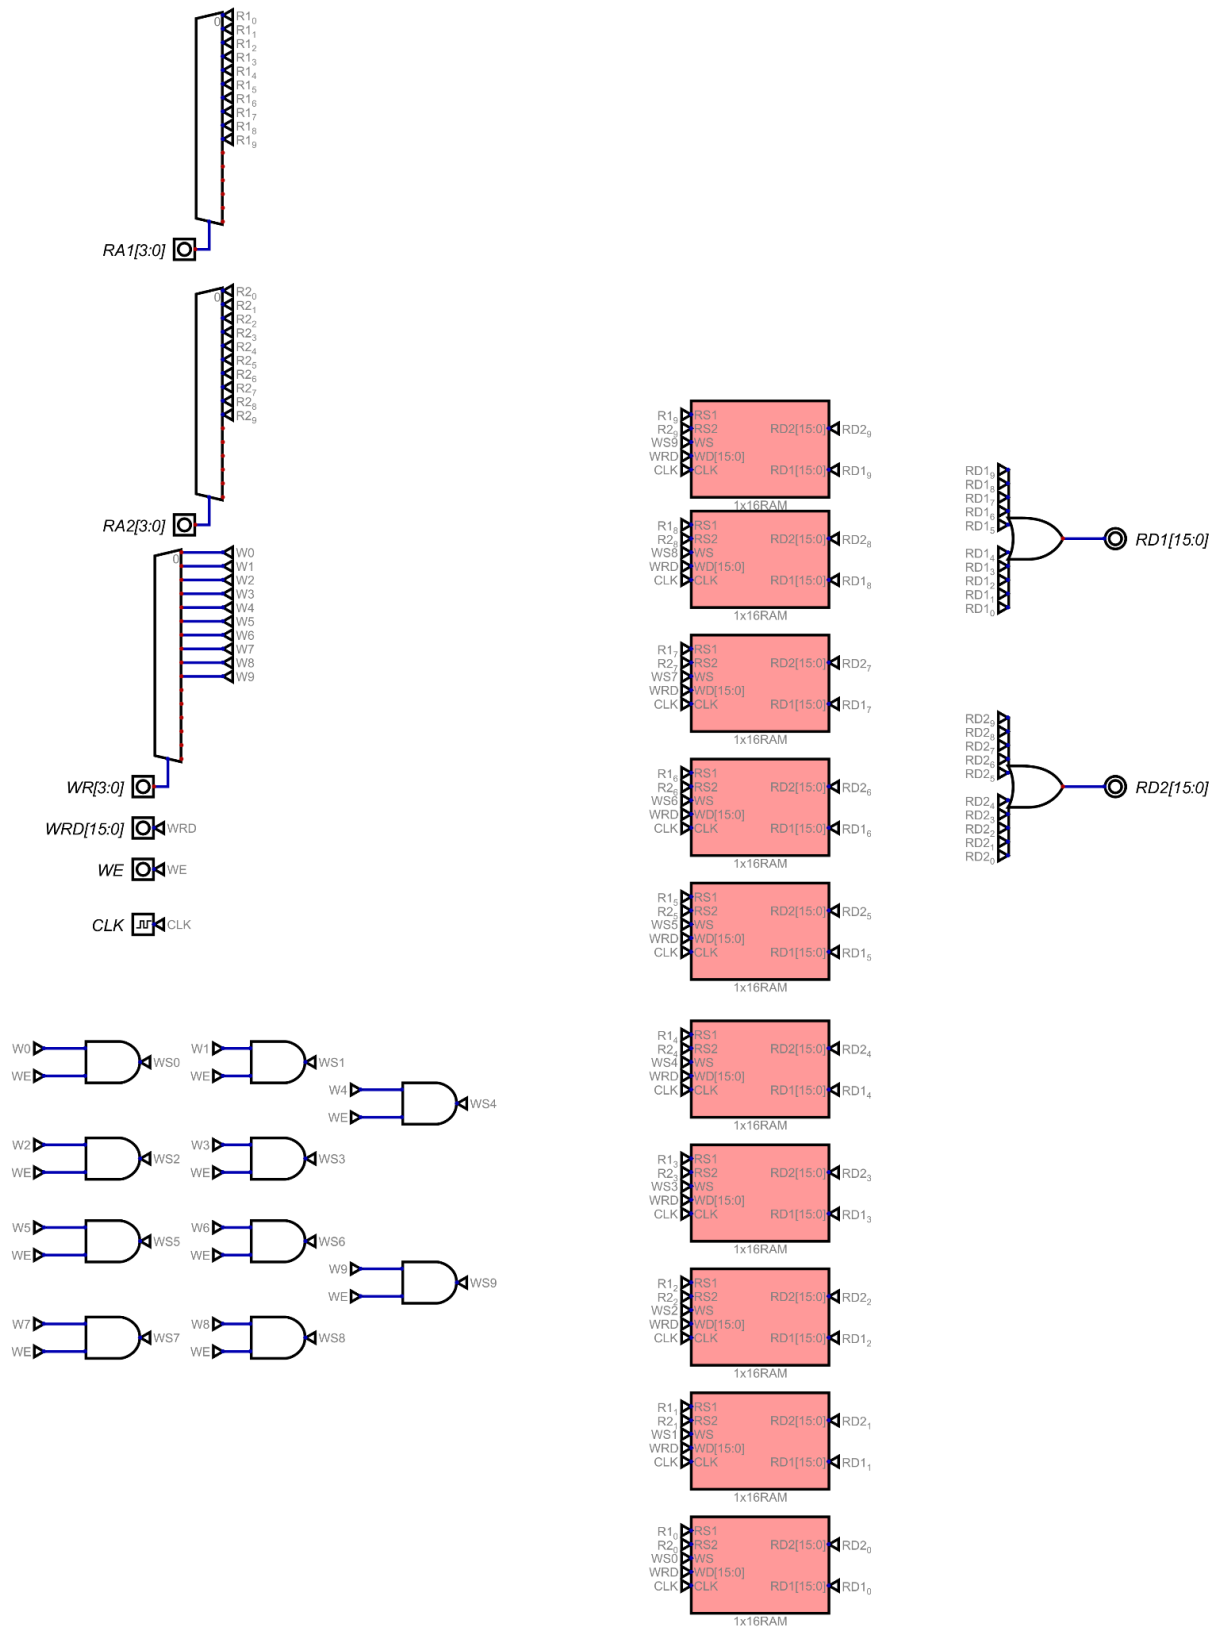 0
R1₀
R1₁
R1₂
R1₃
R1₄
R1₅
R1₆
R1₇
R1₈
R1₉
RA1[3:0]
0
R2₀
R2₁
R2₂
R2₃
R2₄
R2₅
R2₆
R2₇
R2₈
R2₉
RA2[3:0]
0
W0
W1
W2
W3
W4
W5
W6
W7
W8
W9
WR[3:0]
WRD[15:0] WRD
WE WE
CLK CLK
W0
WE
WS0
W1
WE
WS1
W4
WE
WS4
W2
WE
WS2
W3
WE
WS3
W5
WE
WS5
W6
WE
WS6
W9
WE
WS9
W7
WE
WS7
W8
WE
WS8
R1₉ RS1
R2₉ RS2 RD2[15:0] RD2₉
WS9 WS
WRD WD[15:0]
CLK CLK RD1[15:0] RD1₉
1x16RAM
R1₈ RS1
R2₈ RS2 RD2[15:0] RD2₈
WS8 WS
WRD WD[15:0]
CLK CLK RD1[15:0] RD1₈
1x16RAM
R1₇ RS1
R2₇ RS2 RD2[15:0] RD2₇
WS7 WS
WRD WD[15:0]
CLK CLK RD1[15:0] RD1₇
1x16RAM
R1₆ RS1
R2₆ RS2 RD2[15:0] RD2₆
WS6 WS
WRD WD[15:0]
CLK CLK RD1[15:0] RD1₆
1x16RAM
R1₅ RS1
R2₅ RS2 RD2[15:0] RD2₅
WS5 WS
WRD WD[15:0]
CLK CLK RD1[15:0] RD1₅
1x16RAM
R1₄ RS1
R2₄ RS2 RD2[15:0] RD2₄
WS4 WS
WRD WD[15:0]
CLK CLK RD1[15:0] RD1₄
1x16RAM
R1₃ RS1
R2₃ RS2 RD2[15:0] RD2₃
WS3 WS
WRD WD[15:0]
CLK CLK RD1[15:0] RD1₃
1x16RAM
R1₂ RS1
R2₂ RS2 RD2[15:0] RD2₂
WS2 WS
WRD WD[15:0]
CLK CLK RD1[15:0] RD1₂
1x16RAM
R1₁ RS1
R2₁ RS2 RD2[15:0] RD2₁
WS1 WS
WRD WD[15:0]
CLK CLK RD1[15:0] RD1₁
1x16RAM
R1₀ RS1
R2₀ RS2 RD2[15:0] RD2₀
WS0 WS
WRD WD[15:0]
CLK CLK RD1[15:0] RD1₀
1x16RAM
RD1₉
RD1₈
RD1₇
RD1₆
RD1₅
RD1₄
RD1₃
RD1₂
RD1₁
RD1₀
RD1[15:0]
RD2₉
RD2₈
RD2₇
RD2₆
RD2₅
RD2₄
RD2₃
RD2₂
RD2₁
RD2₀
RD2[15:0]